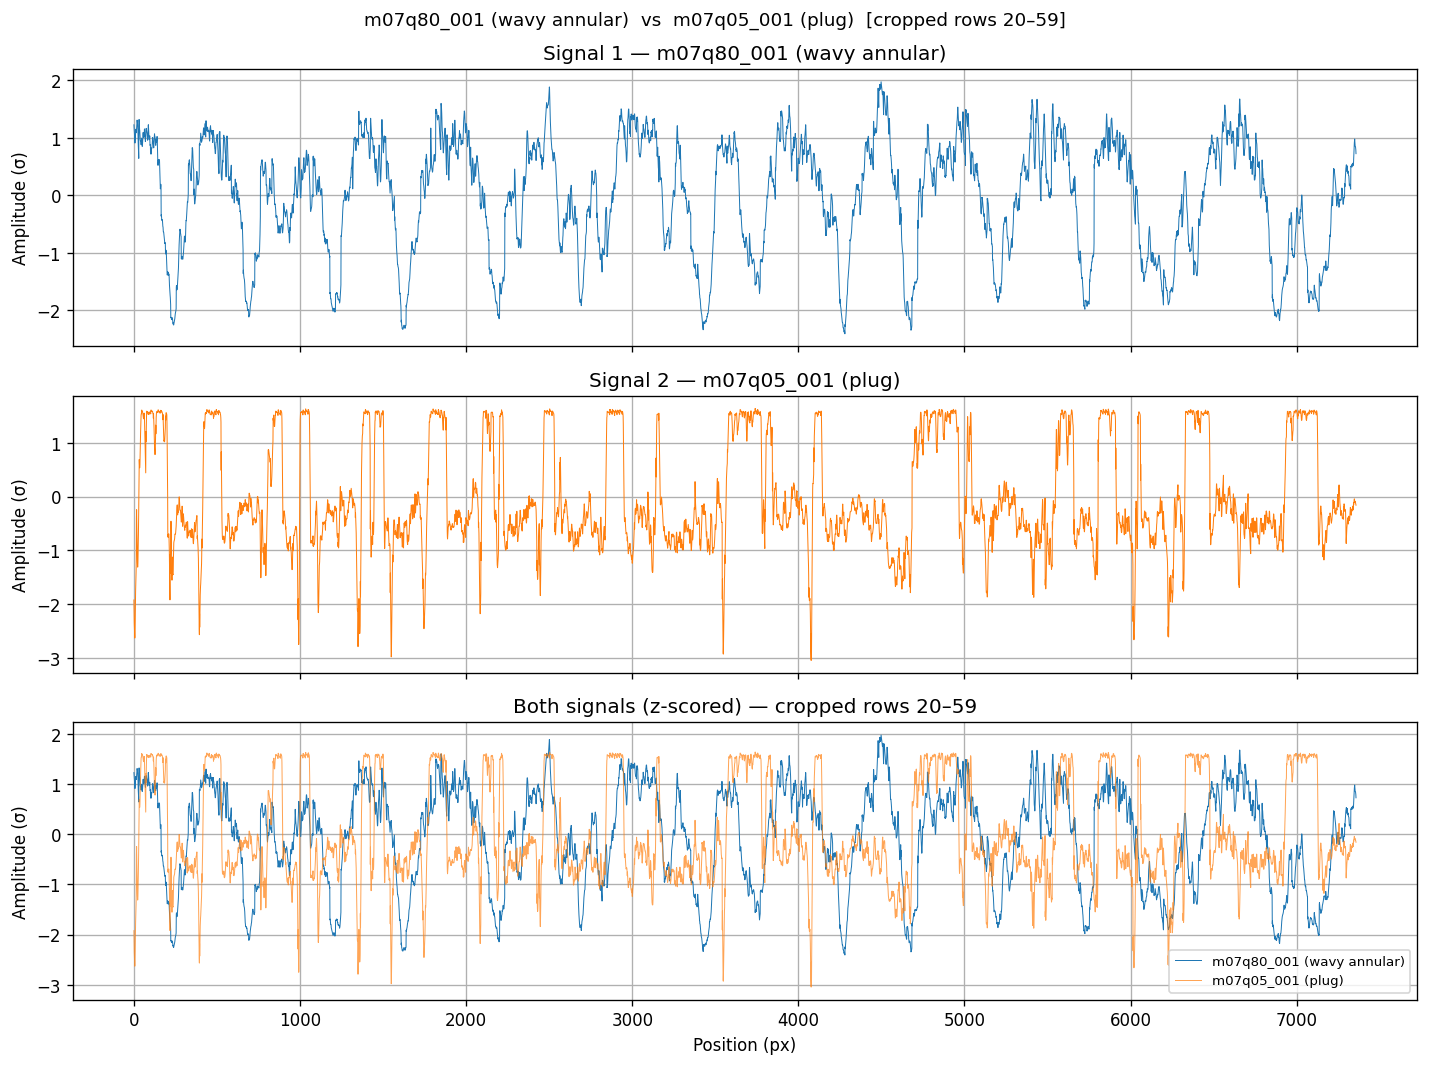 m07q80_001 (wavy annular)  vs  m07q05_001 (plug)  [cropped rows 20–59]
Signal 1 — m07q80_001 (wavy annular)
2
1
0
−1
−2
Amplitude (σ)
Signal 2 — m07q05_001 (plug)
1
0
−1
−2
−3
Amplitude (σ)
Both signals (z-scored) — cropped rows 20–59
2
1
0
−1
−2
−3
Amplitude (σ)
m07q80_001 (wavy annular)
m07q05_001 (plug)
0 1000 2000 3000 4000 5000 6000 7000
Position (px)